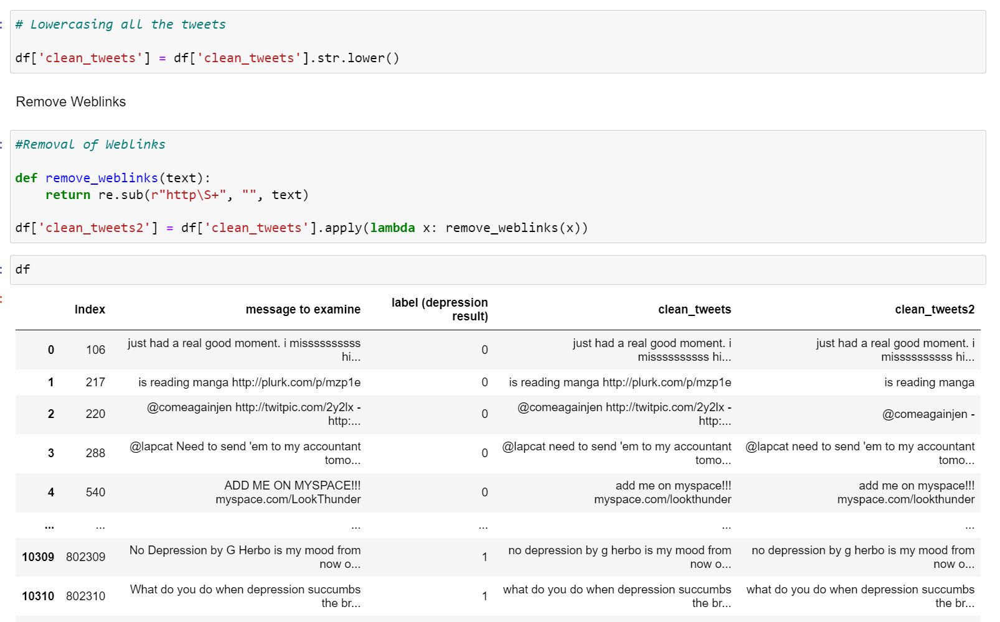 : # Lowercasing all the tweets
df['clean_tweets'] = df['clean_tweets'].str.lower()
Remove Weblinks
: #Removal of Weblinks
def remove_weblinks(text):
    return re.sub(r"http\S+", "", text)
df['clean_tweets2'] = df['clean_tweets'].apply(lambda x: remove_weblinks(x))
: df
:
Index message to examine label (depression result) clean_tweets clean_tweets2
0 106 just had a real good moment. i missssssssss hi... 0 just had a real good moment. i missssssssss hi... just had a real good moment. i missssssssss hi...
1 217 is reading manga http://plurk.com/p/mzp1e 0 is reading manga http://plurk.com/p/mzp1e is reading manga
2 220 @comeagainjen http://twitpic.com/2y2lx - http:... 0 @comeagainjen http://twitpic.com/2y2lx - http:... @comeagainjen -
3 288 @lapcat Need to send 'em to my accountant tomo... 0 @lapcat need to send 'em to my accountant tomo... @lapcat need to send 'em to my accountant tomo...
4 540 ADD ME ON MYSPACE!!! myspace.com/LookThunder 0 add me on myspace!!! myspace.com/lookthunder add me on myspace!!! myspace.com/lookthunder
... ... ... ... ... ...
10309 802309 No Depression by G Herbo is my mood from now o... 1 no depression by g herbo is my mood from now o... no depression by g herbo is my mood from now o...
10310 802310 What do you do when depression succumbs the br... 1 what do you do when depression succumbs the br... what do you do when depression succumbs the br...